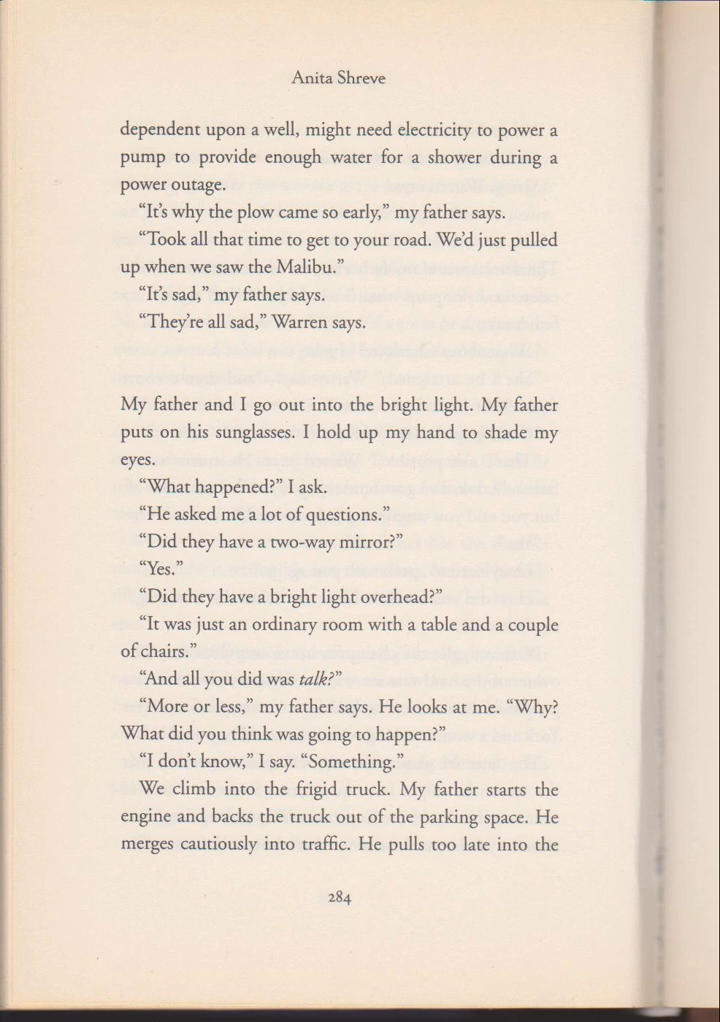 Anita Shreve
dependent upon a well, might need electricity to power a
pump to provide enough water for a shower during a
power outage.
“It’s why the plow came so early,” my father says.
“Took all that time to get to your road. We’d just pulled
up when we saw the Malibu.”
“It’s sad,” my father says.
“They’re all sad,” Warren says.
My father and I go out into the bright light. My father
puts on his sunglasses. I hold up my hand to shade my
eyes.
“What happened?” I ask.
“He asked me a lot of questions.”
“Did they have a two-way mirror?”
“Yes.”
“Did they have a bright light overhead?”
“It was just an ordinary room with a table and a couple
of chairs.”
“And all you did was talk?”
“More or less,” my father says. He looks at me. “Why?
What did you think was going to happen?”
“I don’t know,” I say. “Something.”
We climb into the frigid truck. My father starts the
engine and backs the truck out of the parking space. He
merges cautiously into traffic. He pulls too late into the
284